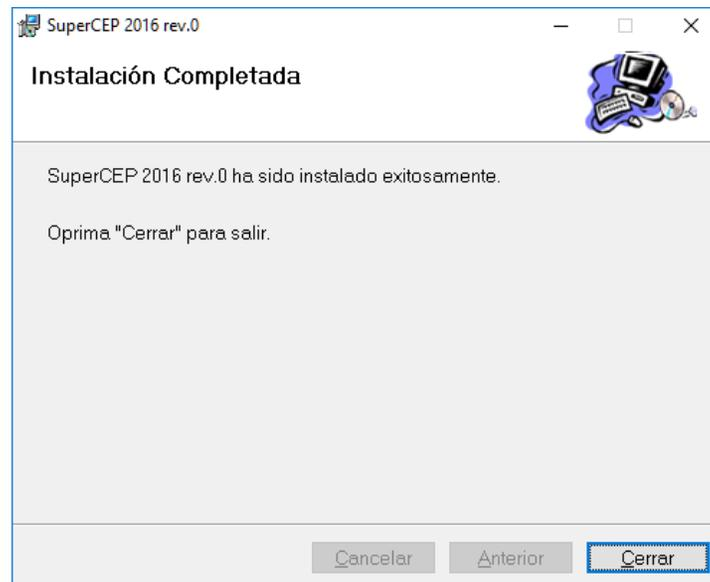 SuperCEP 2016 rev.0
Instalación Completada
SuperCEP 2016 rev.0 ha sido instalado exitosamente.
Oprima "Cerrar" para salir.
Cancelar
Anterior
Cerrar